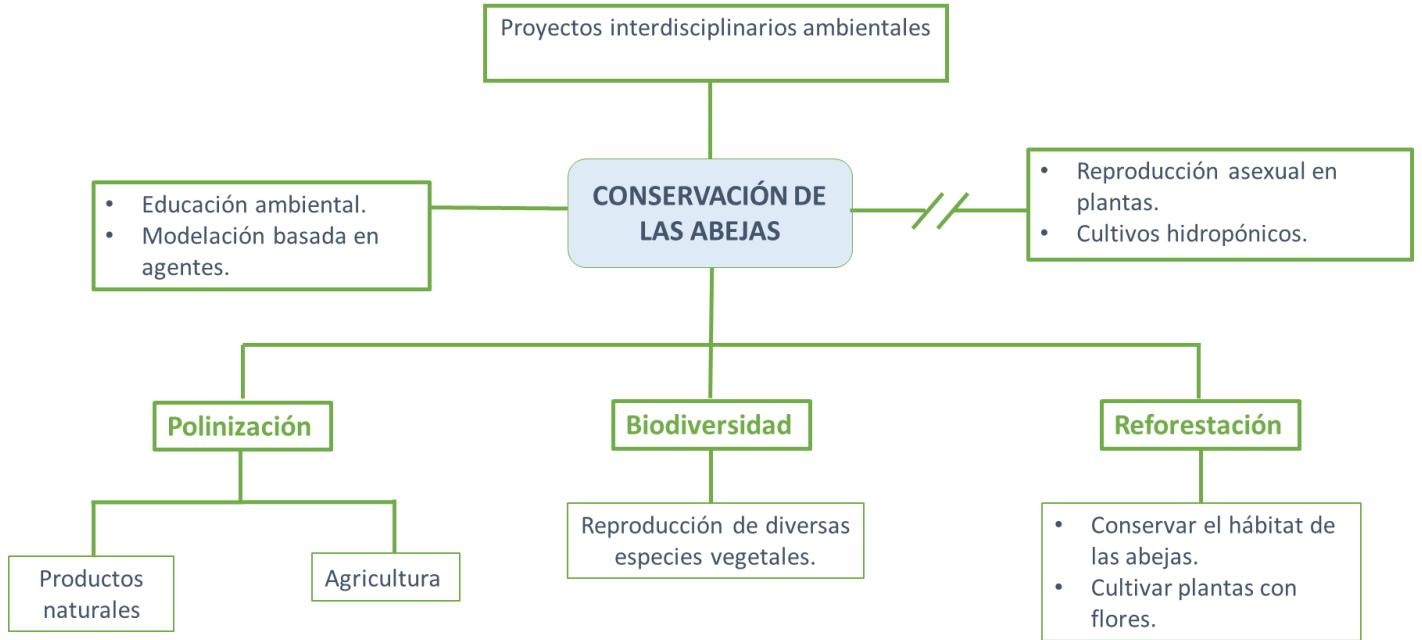 Proyectos interdisciplinarios ambientales
• Educación ambiental.
• Modelación basada en
agentes.
CONSERVACIÓN DE
LAS ABEJAS
• Reproducción asexual en
plantas.
• Cultivos hidropónicos.
Polinización
Biodiversidad
Reforestación
Productos
naturales
Agricultura
Reproducción de diversas
especies vegetales.
• Conservar el hábitat de
las abejas.
• Cultivar plantas con
flores.